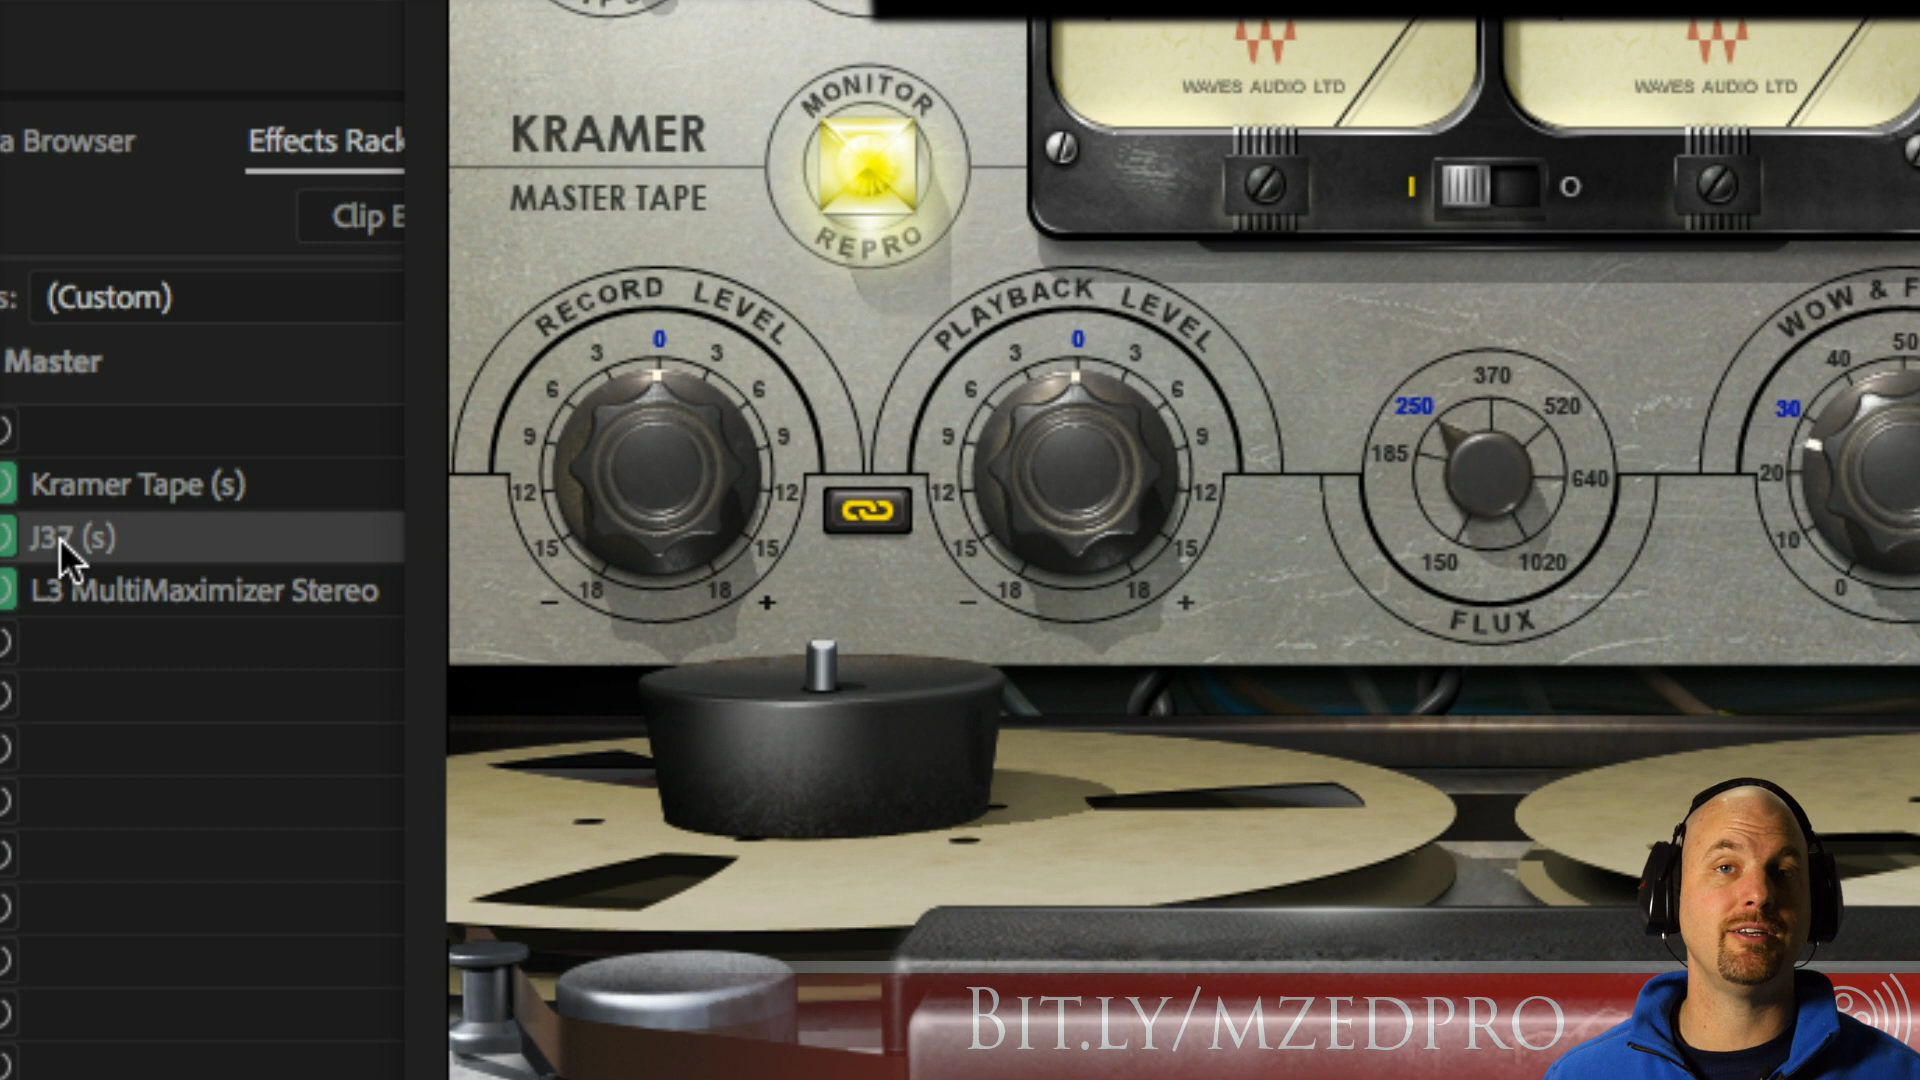 a Browser
Effects Rack
Clip E
s:
(Custom)
Master
Kramer Tape (s)
J37 (s)
L3 MultiMaximizer Stereo
KRAMER
MASTER TAPE
MONITOR
REPRO
WAVES AUDIO LTD
WAVES AUDIO LTD
I
O
RECORD LEVEL
0
3 3
6 6
9 9
12 12
15 15
18 18
- +
PLAYBACK LEVEL
0
3 3
6 6
9 9
12 12
15 15
18 18
- +
370
250 520
185 640
150 1020
FLUX
WOW & F
50
40
30
20
10
0
BIT.LY/MZEDPRO